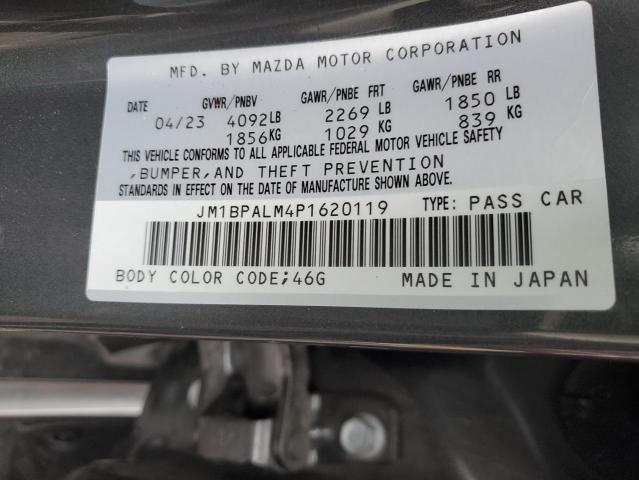 MFD. BY MAZDA MOTOR CORPORATION
DATE GVWR/PNBV GAWR/PNBE FRT GAWR/PNBE RR
04/23 4092LB 2269 LB 1850 LB
1856KG 1029 KG 839 KG
THIS VEHICLE CONFORMS TO ALL APPLICABLE FEDERAL MOTOR VEHICLE SAFETY
,BUMPER,AND THEFT PREVENTION
STANDARDS IN EFFECT ON THE DATE OF MANUFACTURE SHOWN ABOVE.
JM1BPALM4P1620119 TYPE: PASS CAR
BODY COLOR CODE;46G MADE IN JAPAN